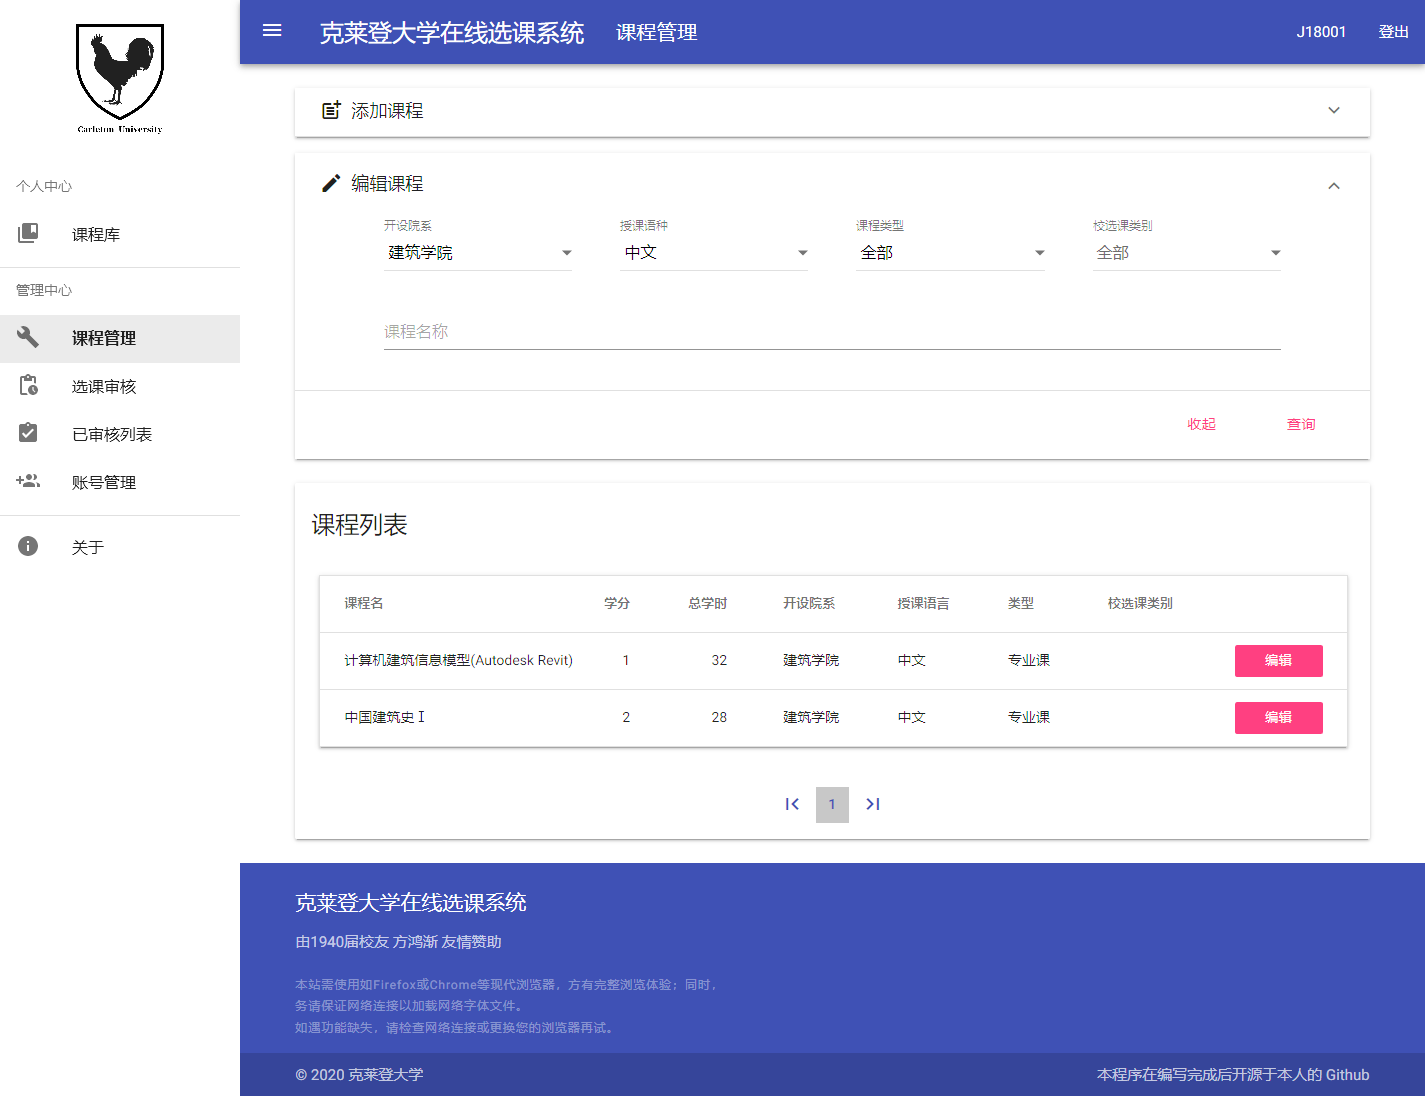 Carleton University
个人中心
课程库
管理中心
课程管理
选课审核
已审核列表
账号管理
关于
克莱登大学在线选课系统 课程管理 J18001 登出
添加课程
编辑课程
开设院系 授课语种 课程类型 校选课类别
建筑学院 中文 全部 全部
课程名称
收起 查询
课程列表
课程名 学分 总学时 开设院系 授课语言 类型 校选课类别
计算机建筑信息模型(Autodesk Revit) 1 32 建筑学院 中文 专业课 编辑
中国建筑史 I 2 28 建筑学院 中文 专业课 编辑
1
克莱登大学在线选课系统
由1940届校友 方鸿渐 友情赞助
本站需使用如Firefox或Chrome等现代浏览器，方有完整浏览体验；同时，
务请保证网络连接以加载网络字体文件。
如遇功能缺失，请检查网络连接或更换您的浏览器再试。
© 2020 克莱登大学 本程序在编写完成后开源于本人的 Github